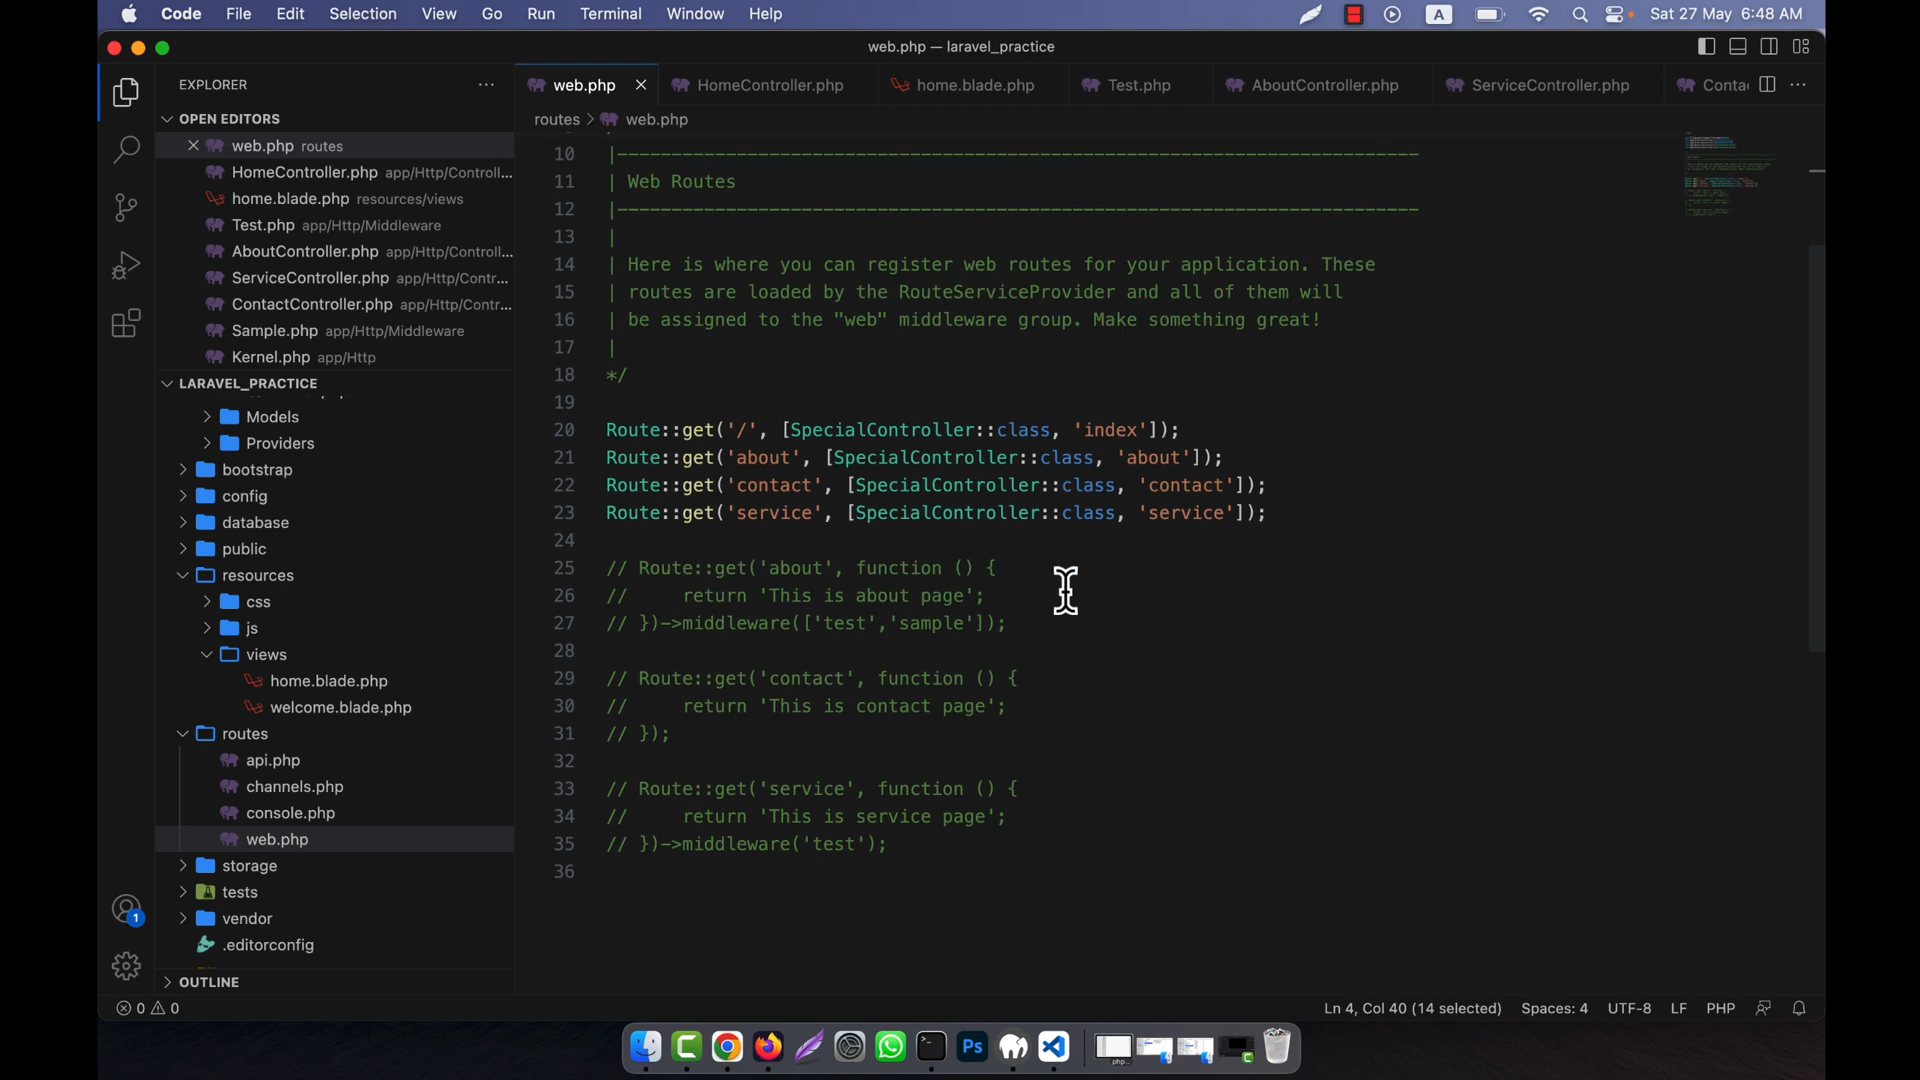 Code File Edit Selection View Go Run Terminal Window Help A Sat 27 May 6:48 AM
web.php — laravel_practice
EXPLORER
web.php HomeController.php home.blade.php Test.php AboutController.php ServiceController.php Conta
OPEN EDITORS
routes > web.php
web.php routes
HomeController.php app/Http/Controll...
home.blade.php resources/views
Test.php app/Http/Middleware
AboutController.php app/Http/Controll...
ServiceController.php app/Http/Contr...
ContactController.php app/Http/Contr...
Sample.php app/Http/Middleware
Kernel.php app/Http
LARAVEL_PRACTICE
Models
Providers
bootstrap
config
database
public
resources
css
js
views
home.blade.php
welcome.blade.php
routes
api.php
channels.php
console.php
web.php
storage
tests
vendor
.editorconfig
OUTLINE
10 |--------------------------------------------------------------------------
11 | Web Routes
12 |--------------------------------------------------------------------------
13 |
14 | Here is where you can register web routes for your application. These
15 | routes are loaded by the RouteServiceProvider and all of them will
16 | be assigned to the "web" middleware group. Make something great!
17 |
18 */
19
20 Route::get('/', [SpecialController::class, 'index']);
21 Route::get('about', [SpecialController::class, 'about']);
22 Route::get('contact', [SpecialController::class, 'contact']);
23 Route::get('service', [SpecialController::class, 'service']);
24
25 // Route::get('about', function () {
26 //     return 'This is about page';
27 // })->middleware(['test','sample']);
28
29 // Route::get('contact', function () {
30 //     return 'This is contact page';
31 // });
32
33 // Route::get('service', function () {
34 //     return 'This is service page';
35 // })->middleware('test');
36
1
0 0
Ln 4, Col 40 (14 selected) Spaces: 4 UTF-8 LF PHP
Ps
php...